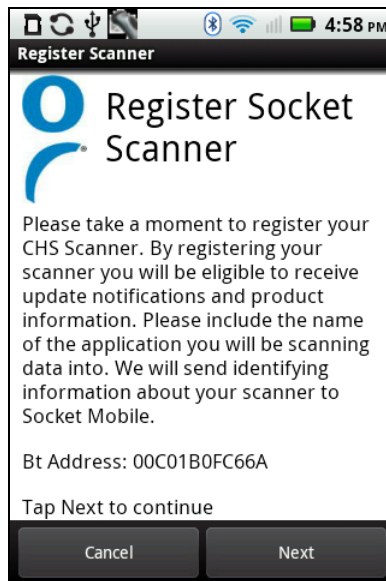 4:58 PM
Register Scanner
Register Socket
Scanner
Please take a moment to register your
CHS Scanner. By registering your
scanner you will be eligible to receive
update notifications and product
information. Please include the name
of the application you will be scanning
data into. We will send identifying
information about your scanner to
Socket Mobile.
Bt Address: 00C01B0FC66A
Tap Next to continue
Cancel Next